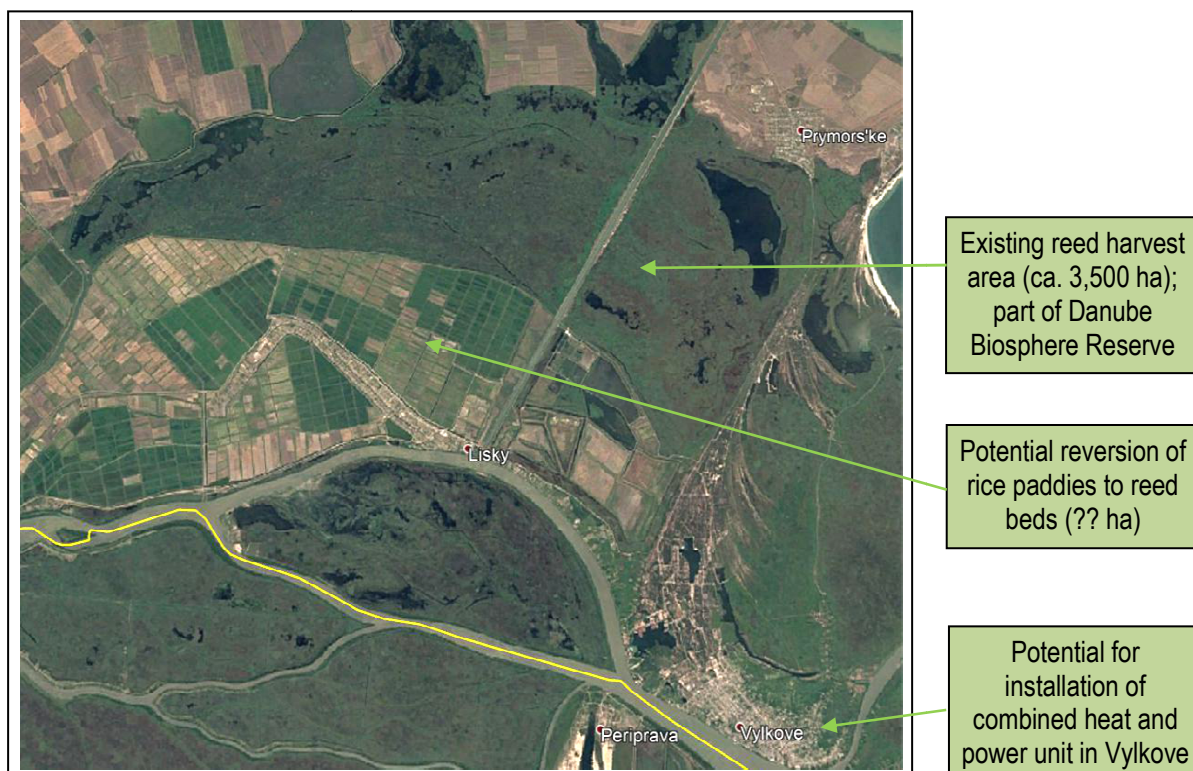 Prymors'ke
Existing reed harvest
area (ca. 3,500 ha);
part of Danube
Biosphere Reserve
Lisky
Potential reversion of
rice paddies to reed
beds (?? ha)
Periprava
Vylkove
Potential for
installation of
combined heat and
power unit in Vylkove